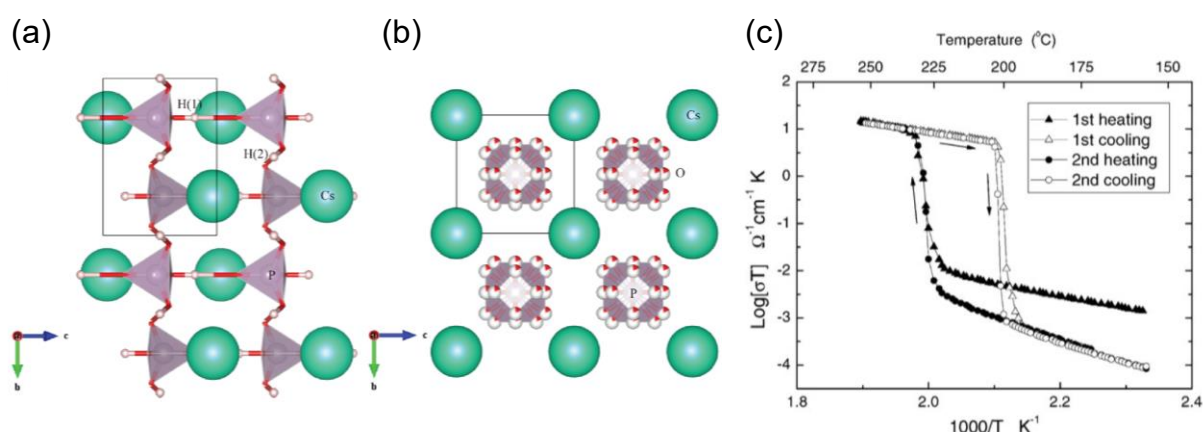 (a)
(b)
(c)
H(1)
H(2)
Cs
P
c
b
Cs
O
P
c
b
Temperature (⁰C)
275 250 225 200 175 150
2
1
0
-1
-2
-3
-4
Log[σT] Ω⁻¹cm⁻¹ K
1st heating
1st cooling
2nd heating
2nd cooling
1.8 2.0 2.2 2.4
1000/T K⁻¹